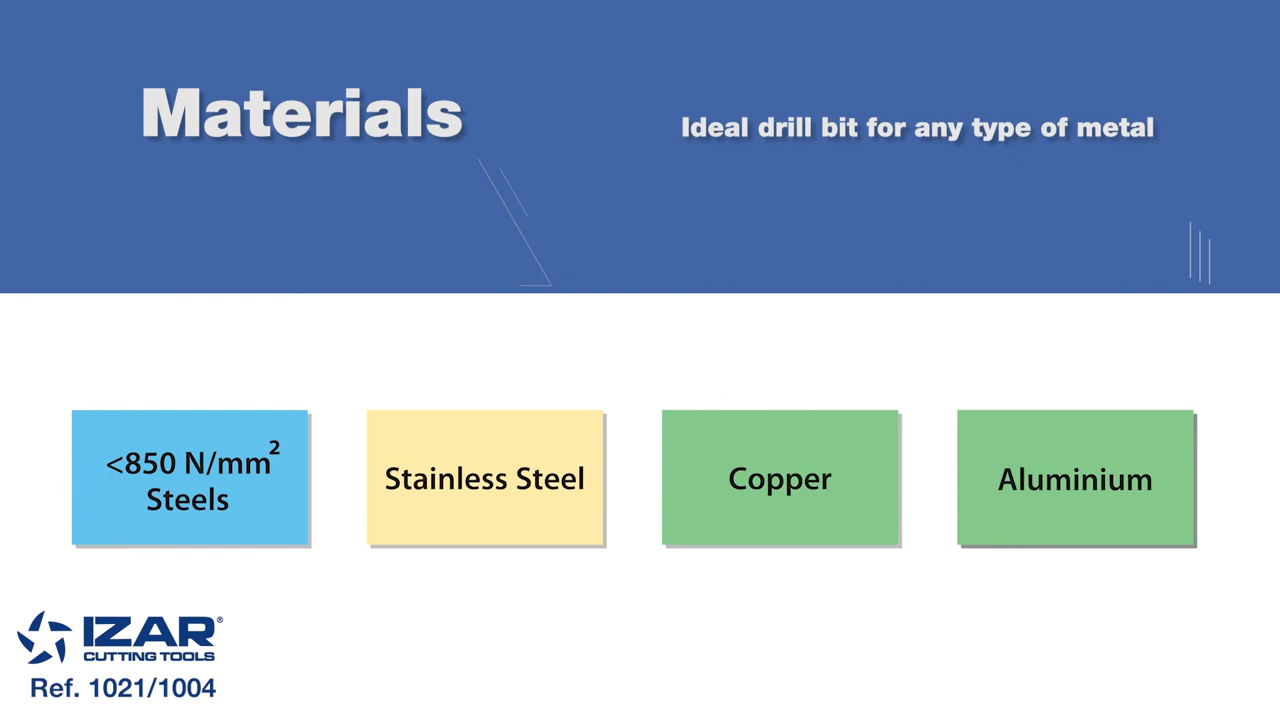 Materials
Ideal drill bit for any type of metal
<850 N/mm²
Steels
Stainless Steel
Copper
Aluminium
IZAR®
CUTTING TOOLS
Ref. 1021/1004